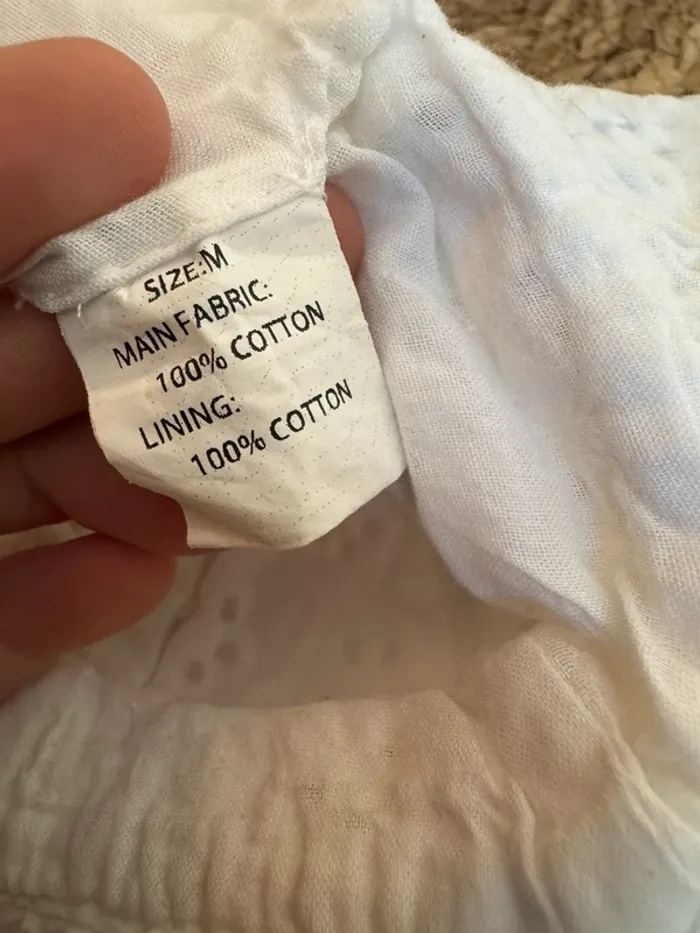 SIZE:M
MAIN FABRIC:
100% COTTON
LINING:
100% COTTON